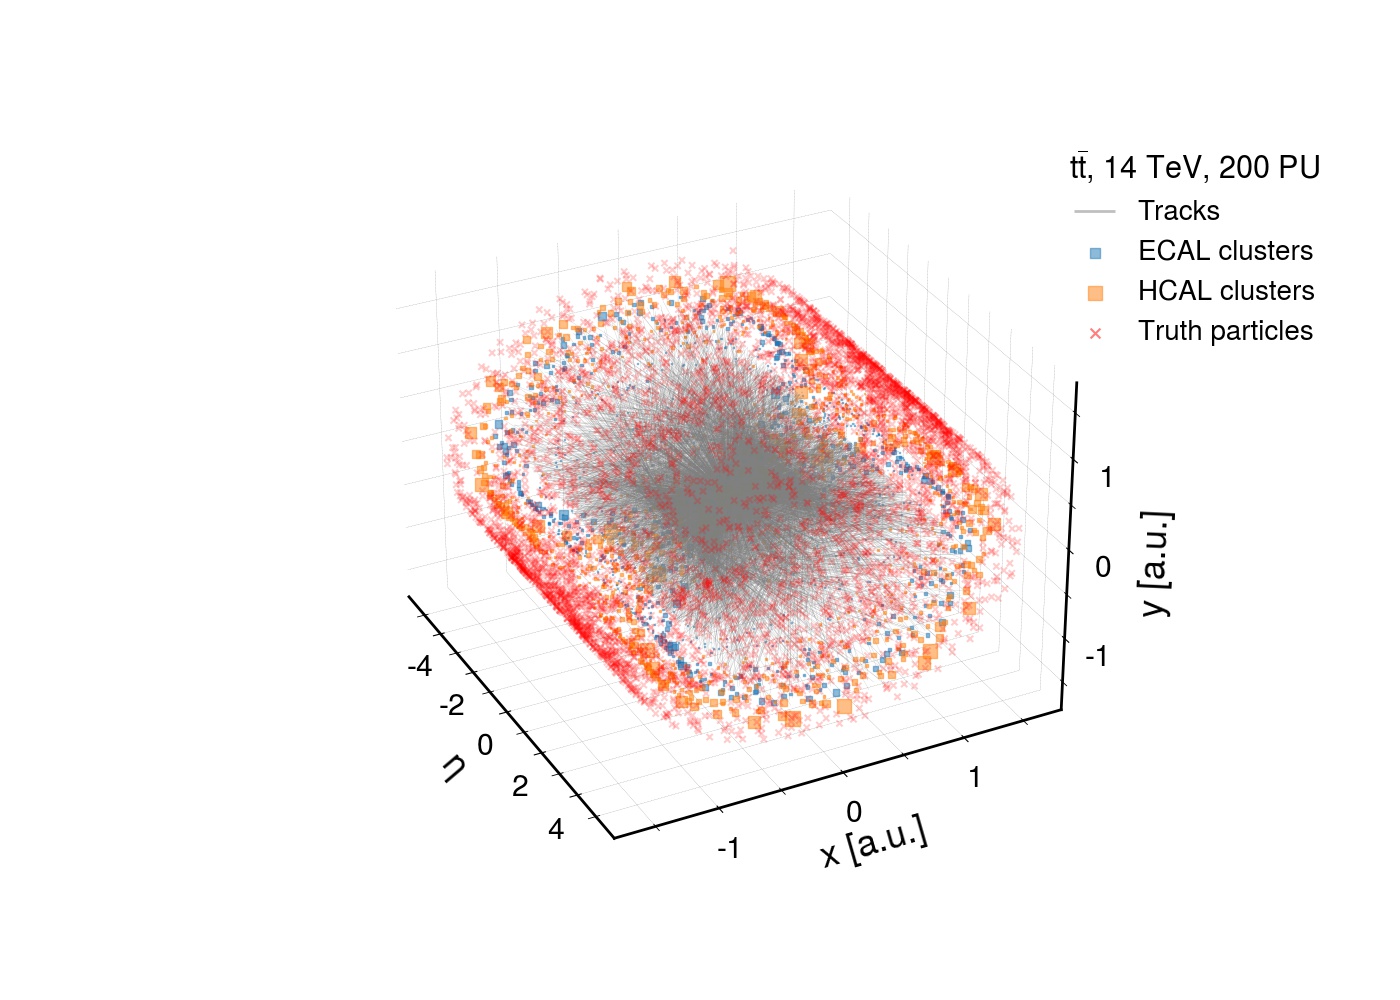 tt̄, 14 TeV, 200 PU
Tracks
ECAL clusters
HCAL clusters
Truth particles
1
0
-1
y [a.u.]
-4
-2
0
2
4
η
-1
0
1
x [a.u.]